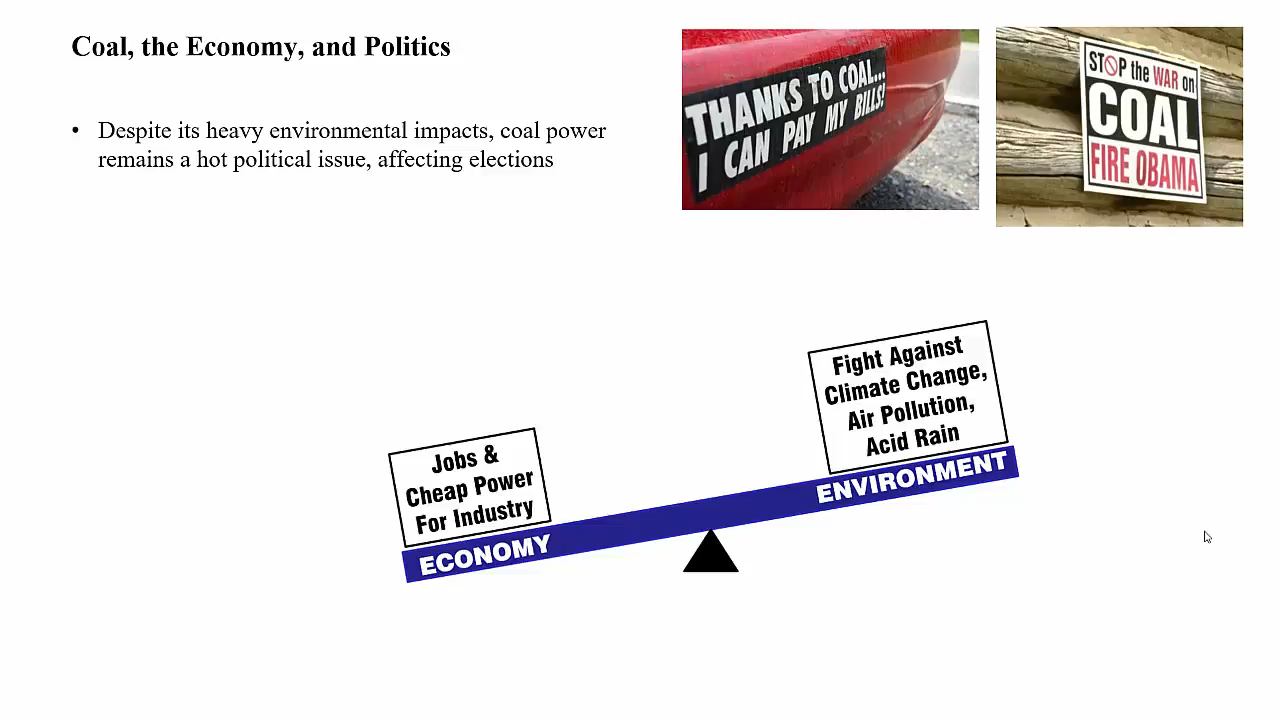 Coal, the Economy, and Politics
• Despite its heavy environmental impacts, coal power
remains a hot political issue, affecting elections
THANKS TO COAL...
I CAN PAY MY BILLS!
STOP the WAR on
COAL
FIRE OBAMA
Jobs &
Cheap Power
For Industry
ECONOMY
Fight Against
Climate Change,
Air Pollution,
Acid Rain
ENVIRONMENT